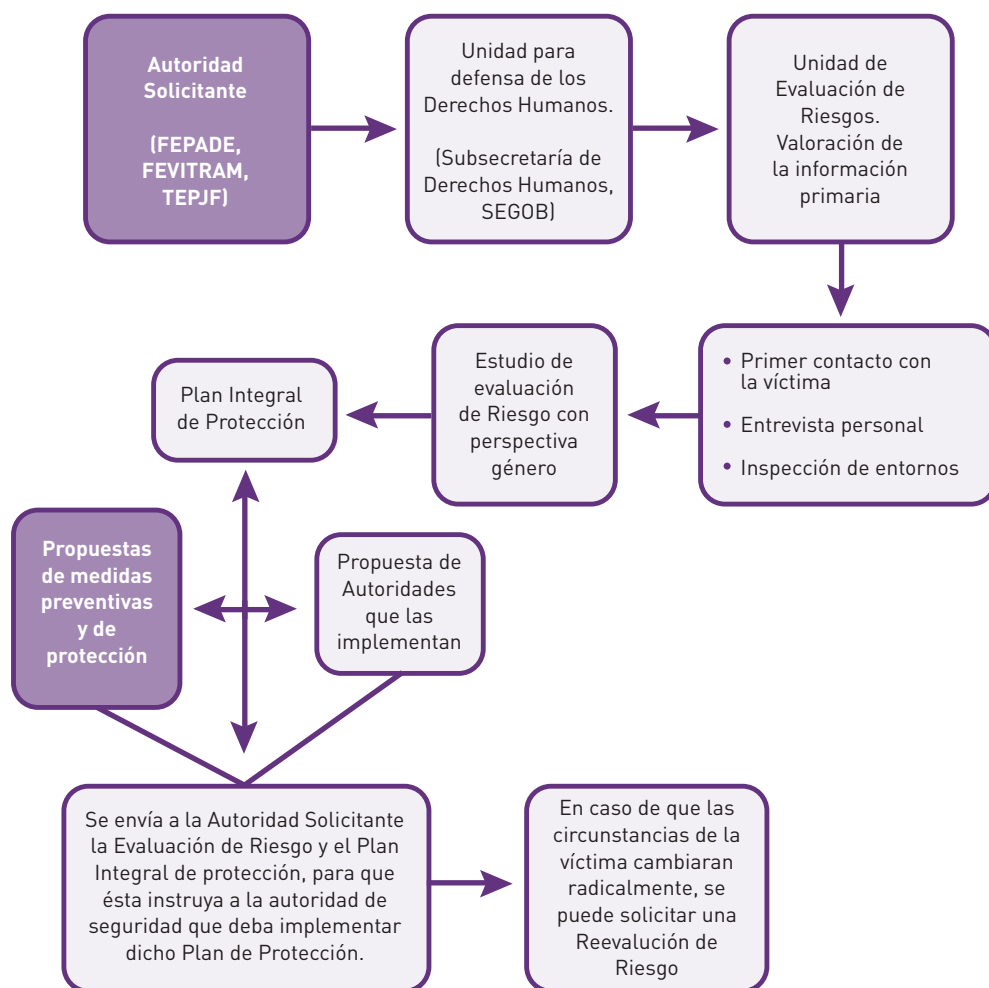 Autoridad
Solicitante
(FEPADE,
FEVITRAM,
TEPJF)
Unidad para
defensa de los
Derechos Humanos.
(Subsecretaría de
Derechos Humanos,
SEGOB)
Unidad de
Evaluación de
Riesgos.
Valoración de
la información
primaria
• Primer contacto con
la víctima
• Entrevista personal
• Inspección de entornos
Estudio de
evaluación
de Riesgo con
perspectiva
género
Plan Integral
de Protección
Propuestas
de medidas
preventivas
y de
protección
Propuesta de
Autoridades
que las
implementan
Se envía a la Autoridad Solicitante
la Evaluación de Riesgo y el Plan
Integral de protección, para que
ésta instruya a la autoridad de
seguridad que deba implementar
dicho Plan de Protección.
En caso de que las
circunstancias de la
víctima cambiaran
radicalmente, se
puede solicitar una
Reevalución de
Riesgo